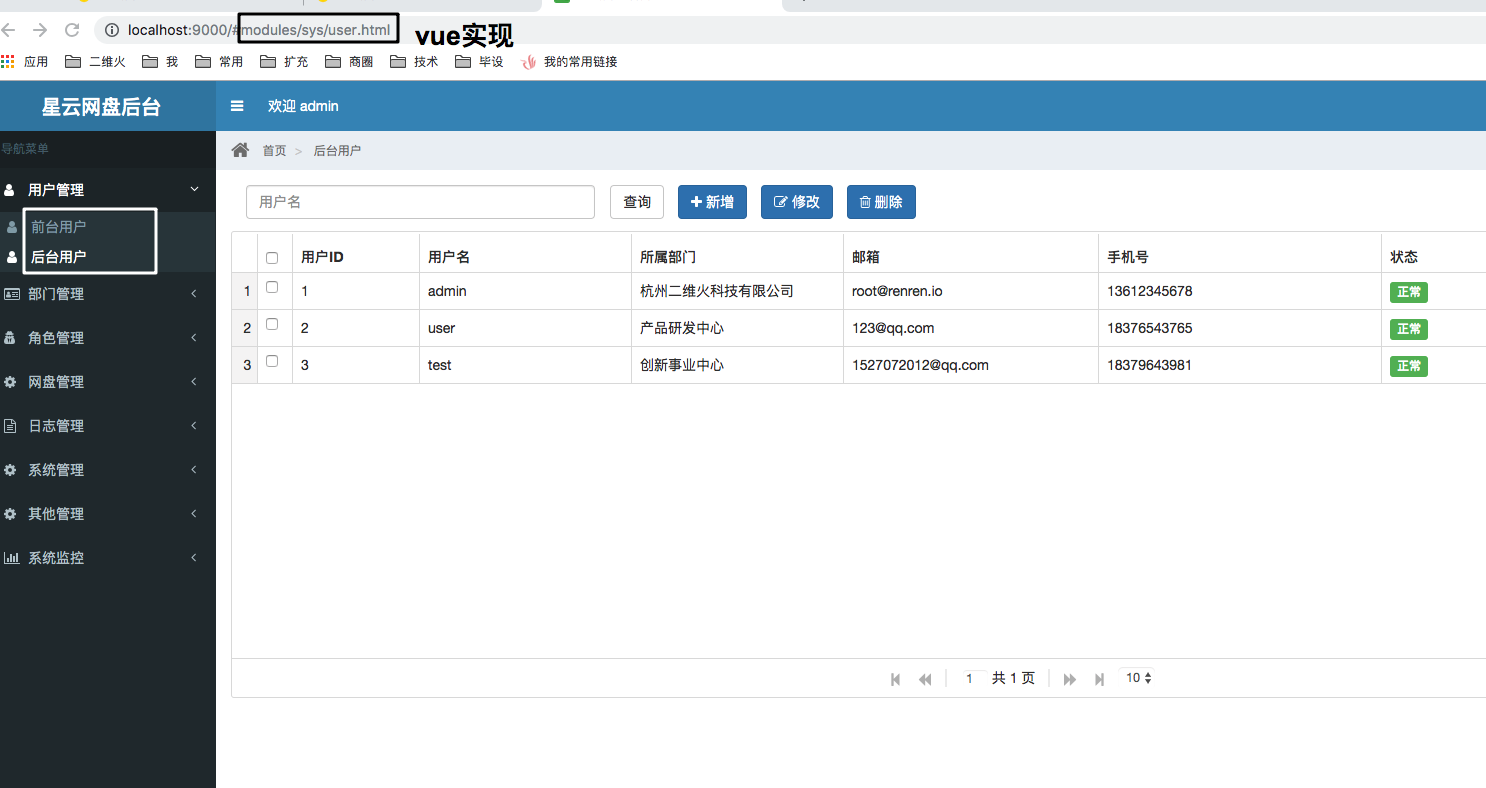 localhost:9000/#modules/sys/user.html
vue实现
应用 二维火 我 常用 扩充 商圈 技术 毕设 我的常用链接
星云网盘后台 欢迎 admin
导航菜单
首页 > 后台用户
用户管理
前台用户
后台用户
部门管理
角色管理
网盘管理
日志管理
系统管理
其他管理
系统监控
用户名 查询 新增 修改 删除
用户ID 用户名 所属部门 邮箱 手机号 状态
1 1 admin 杭州二维火科技有限公司 root@renren.io 13612345678 正常
2 2 user 产品研发中心 123@qq.com 18376543765 正常
3 3 test 创新事业中心 1527072012@qq.com 18379643981 正常
1 共 1 页 10